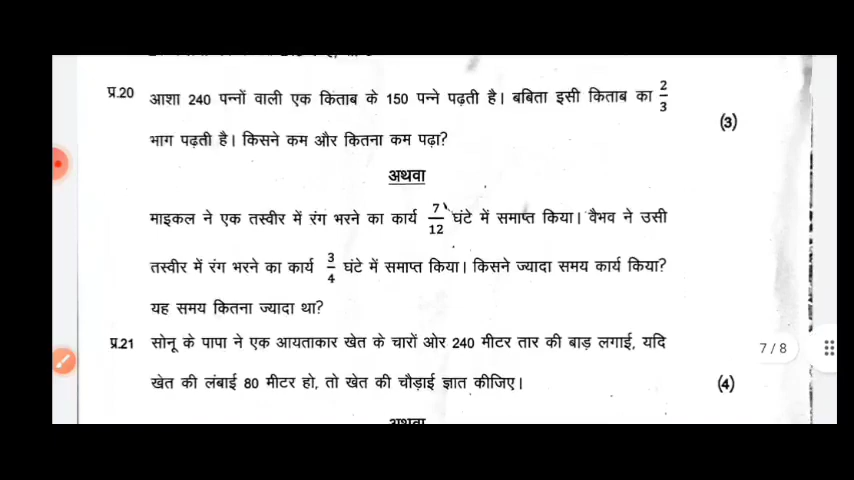 प्र.20 आशा 240 पन्नों वाली एक किताब के 150 पन्ने पढ़ती है। बबिता इसी किताब का 2/3
(3)
भाग पढ़ती है। किसने कम और कितना कम पढ़ा?
अथवा
माइकल ने एक तस्वीर में रंग भरने का कार्य 7/12 घंटे में समाप्त किया। वैभव ने उसी
तस्वीर में रंग भरने का कार्य 3/4 घंटे में समाप्त किया। किसने ज्यादा समय कार्य किया?
यह समय कितना ज्यादा था?
प्र.21 सोनू के पापा ने एक आयताकार खेत के चारों ओर 240 मीटर तार की बाड़ लगाई, यदि
7 / 8
खेत की लंबाई 80 मीटर हो, तो खेत की चौड़ाई ज्ञात कीजिए।
(4)
अथवा